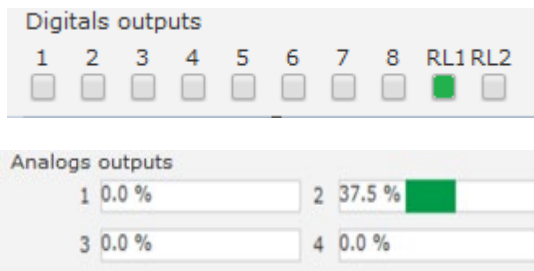 Digitals outputs
1 2 3 4 5 6 7 8 RL1 RL2
Analogs outputs
1 0.0 % 2 37.5 %
3 0.0 % 4 0.0 %